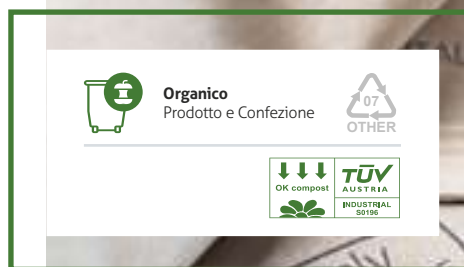 Organico
Prodotto e Confezione
07
OTHER
OK compost
TÜV
AUSTRIA
INDUSTRIAL
S0196